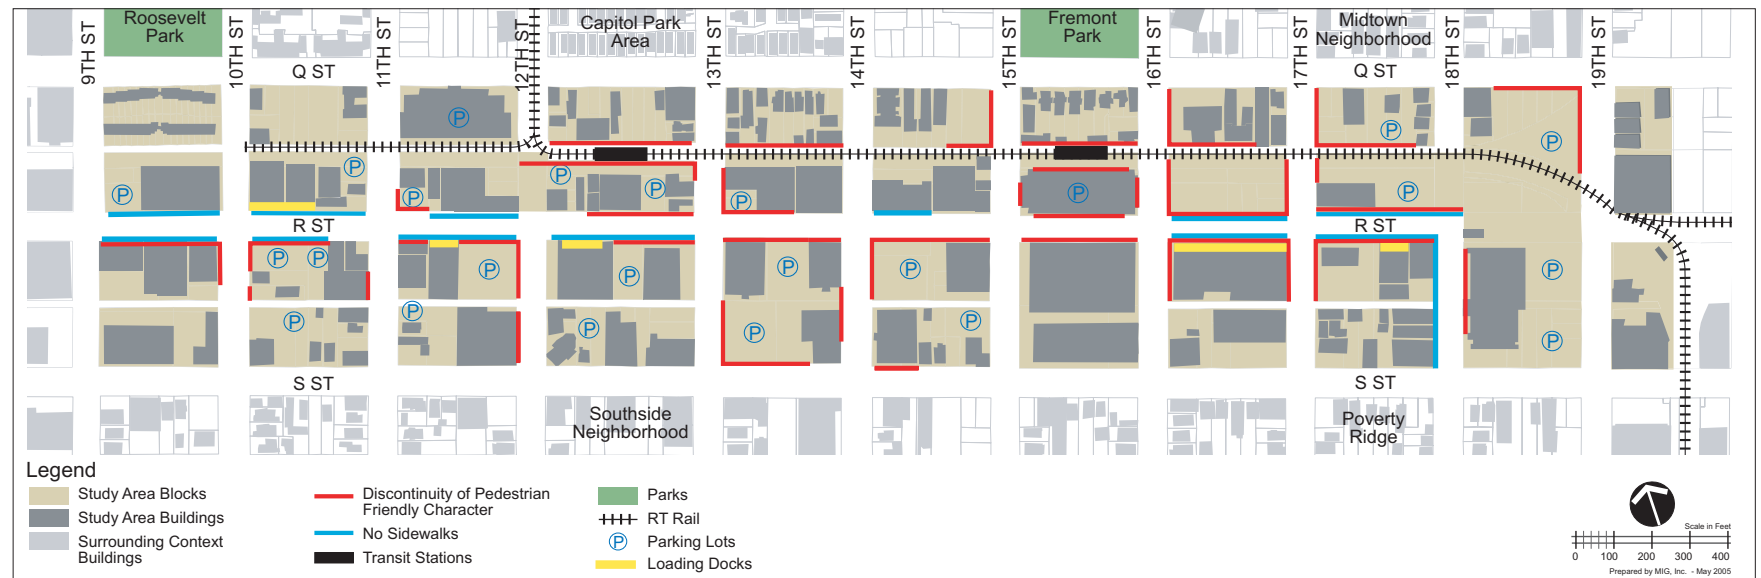 Roosevelt
Park
Capitol Park
Area
Fremont
Park
Midtown
Neighborhood
9TH ST
10TH ST
11TH ST
12TH ST
13TH ST
14TH ST
15TH ST
16TH ST
17TH ST
18TH ST
19TH ST
Q ST
Q ST
P
P
P
P
P
P
P
P
P
P
P
P
R ST
R ST
P
P
P
P
P
P
P
P
P
P
P
P
P
S ST
S ST
Southside
Neighborhood
Poverty
Ridge
Legend
Study Area Blocks
Study Area Buildings
Surrounding Context
Buildings
Discontinuity of Pedestrian
Friendly Character
No Sidewalks
Transit Stations
Parks
RT Rail
P Parking Lots
Loading Docks
Scale in Feet
0 100 200 300 400
Prepared by MIG, Inc. - May 2005